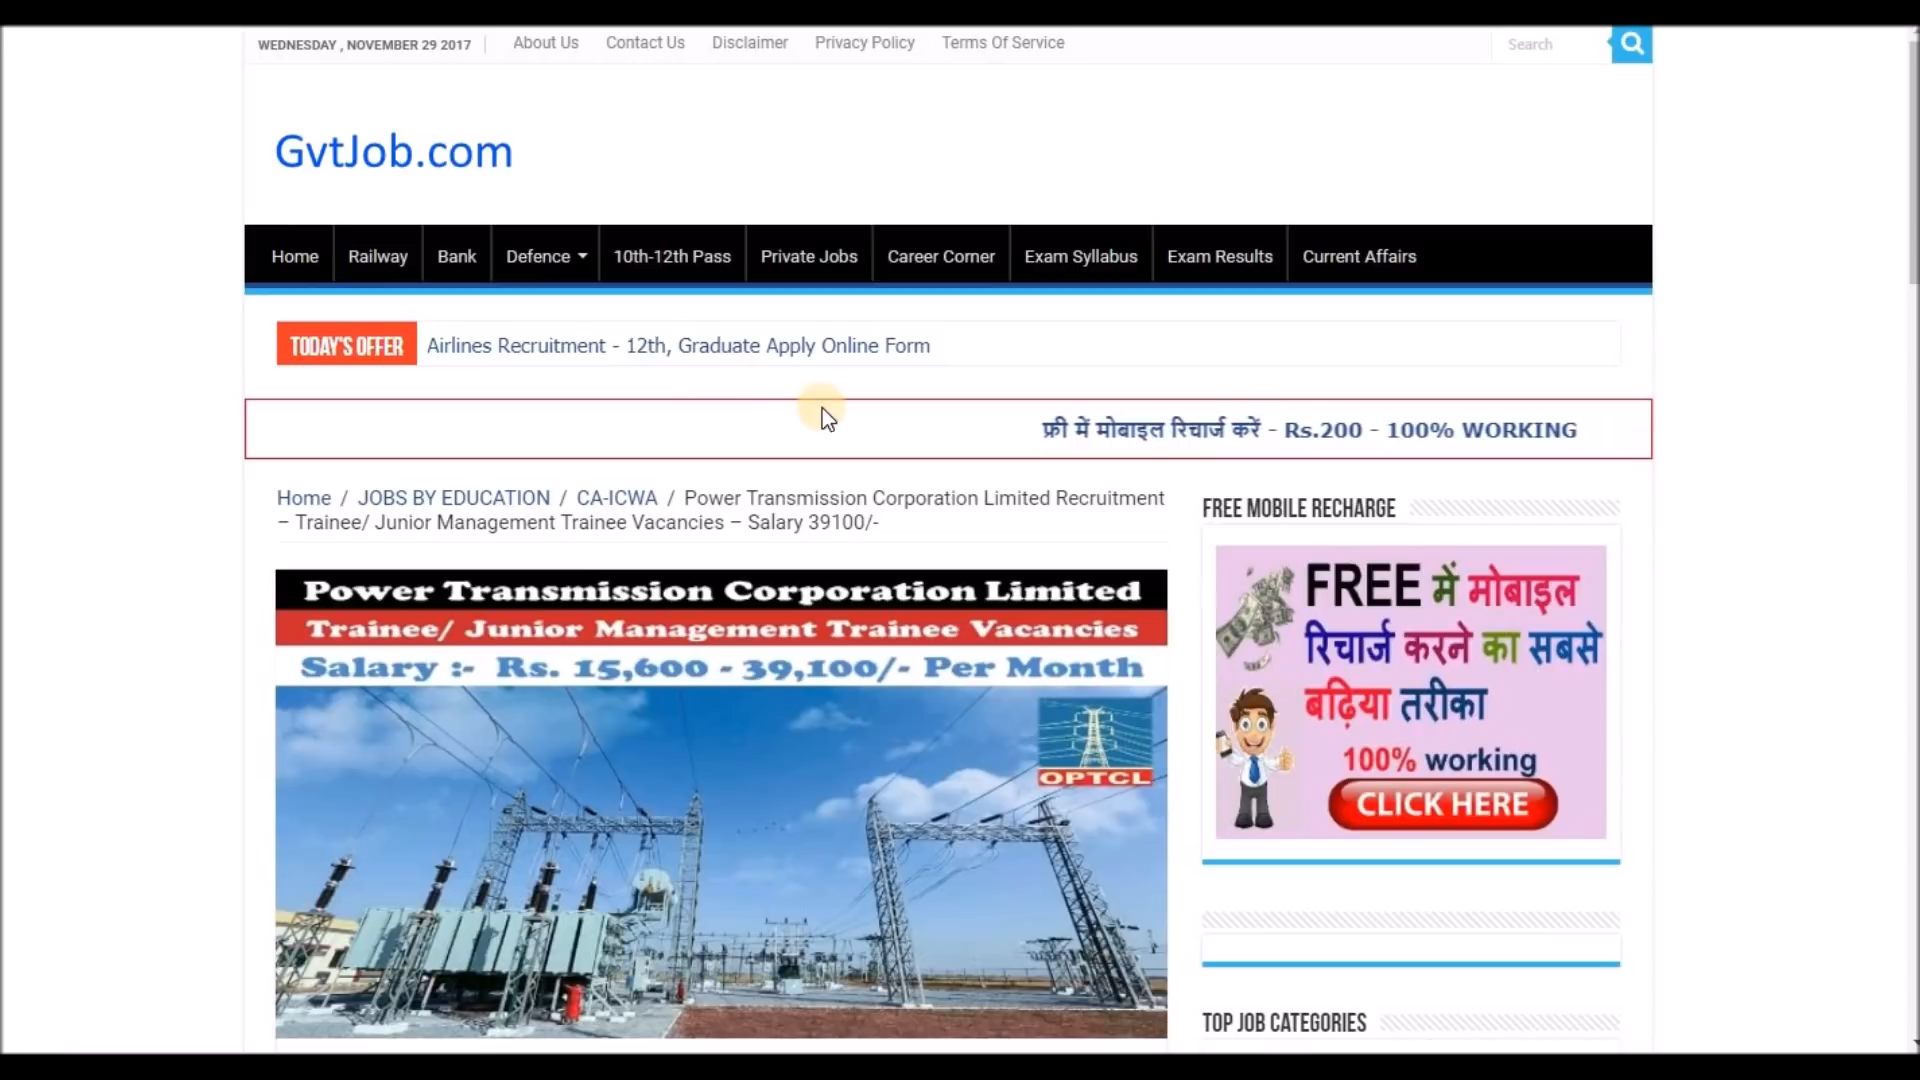 WEDNESDAY , NOVEMBER 29 2017
About Us
Contact Us
Disclaimer
Privacy Policy
Terms Of Service
Search
GvtJob.com
Home
Railway
Bank
Defence
10th-12th Pass
Private Jobs
Career Corner
Exam Syllabus
Exam Results
Current Affairs
TODAY'S OFFER
Airlines Recruitment - 12th, Graduate Apply Online Form
फ्री में मोबाइल रिचार्ज करें - Rs.200 - 100% WORKING
Home / JOBS BY EDUCATION / CA-ICWA / Power Transmission Corporation Limited Recruitment
– Trainee/ Junior Management Trainee Vacancies – Salary 39100/-
Power Transmission Corporation Limited
Trainee/ Junior Management Trainee Vacancies
Salary :- Rs. 15,600 - 39,100/- Per Month
OPTCL
FREE MOBILE RECHARGE
FREE में मोबाइल
रिचार्ज करने का सबसे
बढ़िया तरीका
100% working
CLICK HERE
TOP JOB CATEGORIES